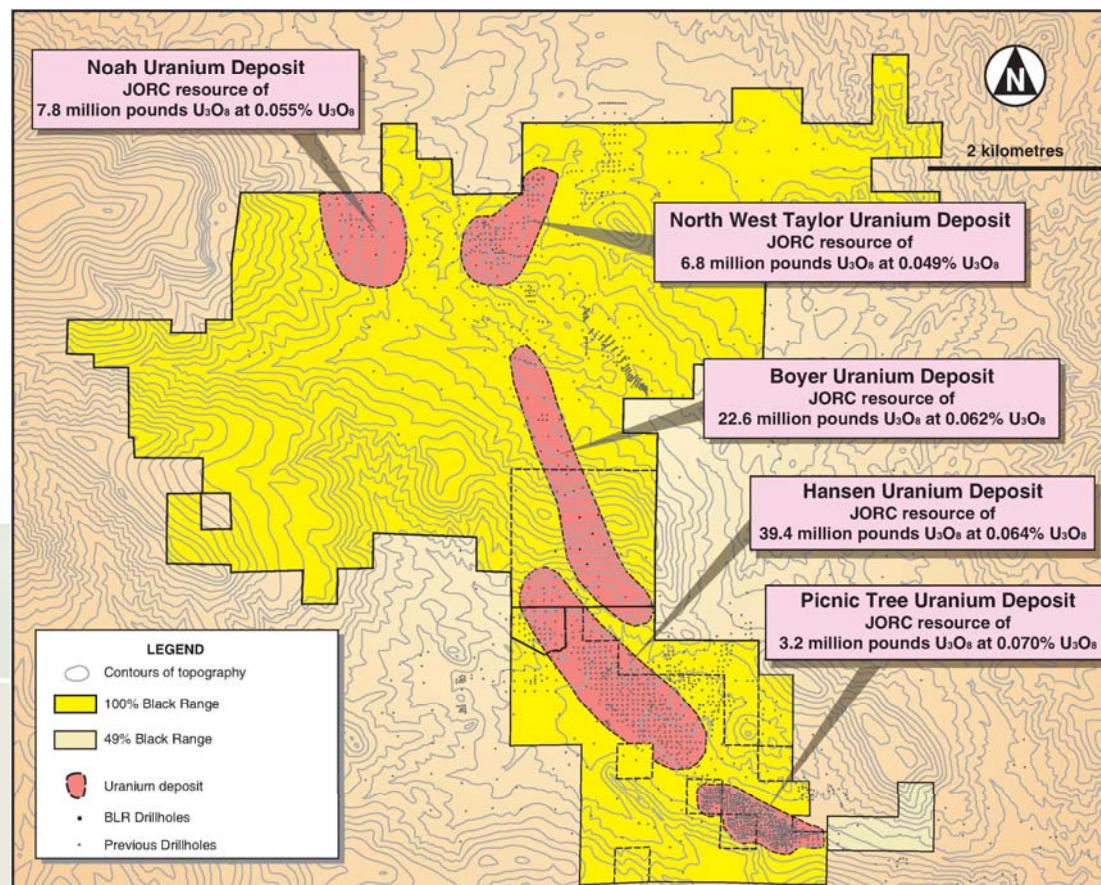 Noah Uranium Deposit
JORC resource of
7.8 million pounds U₃O₈ at 0.055% U₃O₈
N
2 kilometres
North West Taylor Uranium Deposit
JORC resource of
6.8 million pounds U₃O₈ at 0.049% U₃O₈
Boyer Uranium Deposit
JORC resource of
22.6 million pounds U₃O₈ at 0.062% U₃O₈
Hansen Uranium Deposit
JORC resource of
39.4 million pounds U₃O₈ at 0.064% U₃O₈
Picnic Tree Uranium Deposit
JORC resource of
3.2 million pounds U₃O₈ at 0.070% U₃O₈
LEGEND
Contours of topography
100% Black Range
49% Black Range
Uranium deposit
BLR Drillholes
Previous Drillholes